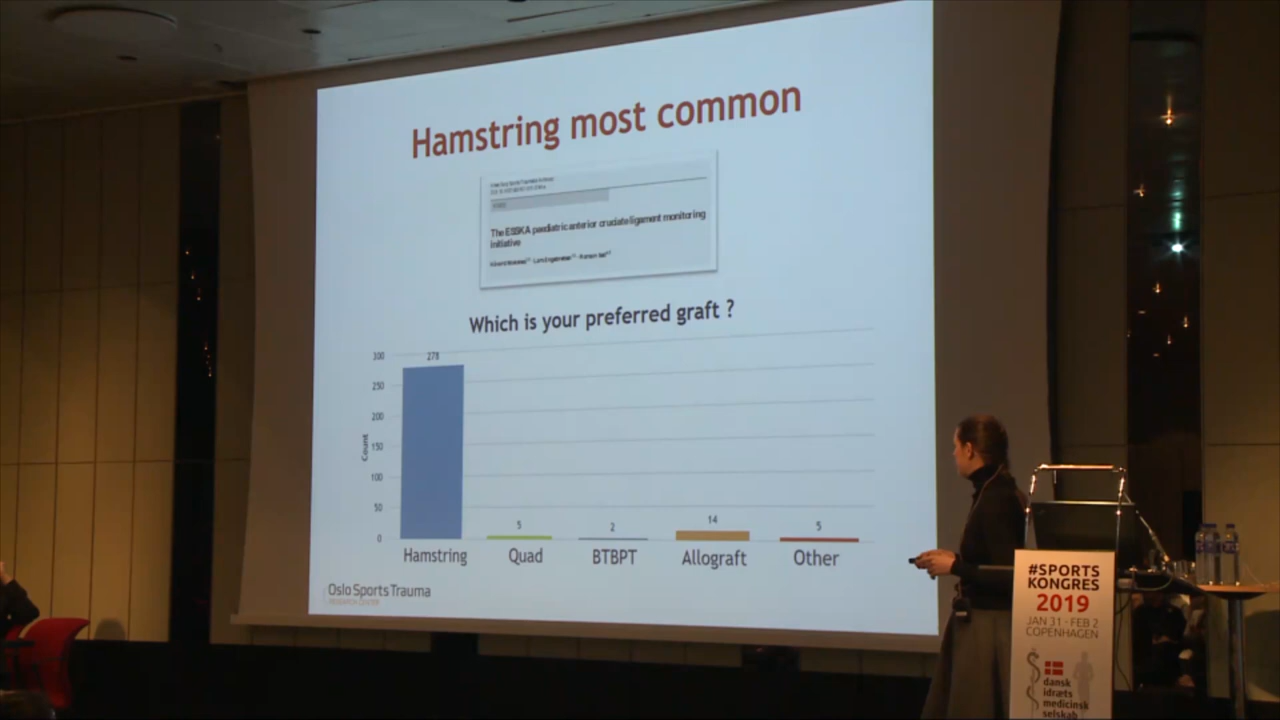 Hamstring most common
The ESSKA paediatric anterior cruciate ligament monitoring
initiative
Which is your preferred graft ?
300
278
250
200
150
100
50
0
Count
5
2
14
5
Hamstring
Quad
BTBPT
Allograft
Other
Oslo Sports Trauma
RESEARCH CENTER
#SPORTS
KONGRES
2019
JAN 31 - FEB 2
COPENHAGEN
dansk
idræts
medicinsk
selskab